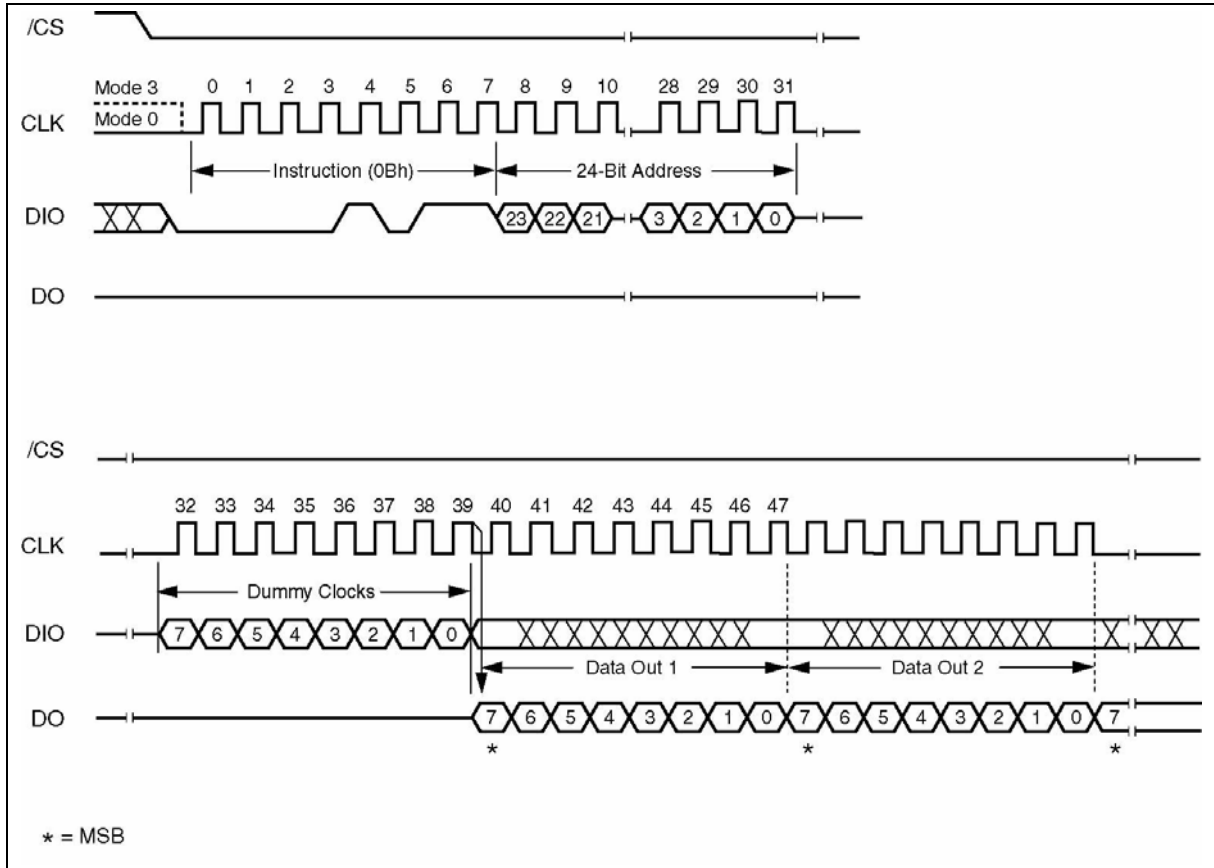 /CS
Mode 3 0 1 2 3 4 5 6 7 8 9 10 28 29 30 31
CLK Mode 0
Instruction (0Bh) 24-Bit Address
DIO 23 22 21 3 2 1 0
DO
/CS
32 33 34 35 36 37 38 39 40 41 42 43 44 45 46 47
CLK
Dummy Clocks
DIO 7 6 5 4 3 2 1 0
Data Out 1 Data Out 2
DO 7 6 5 4 3 2 1 0 7 6 5 4 3 2 1 0 7
* * *
* = MSB